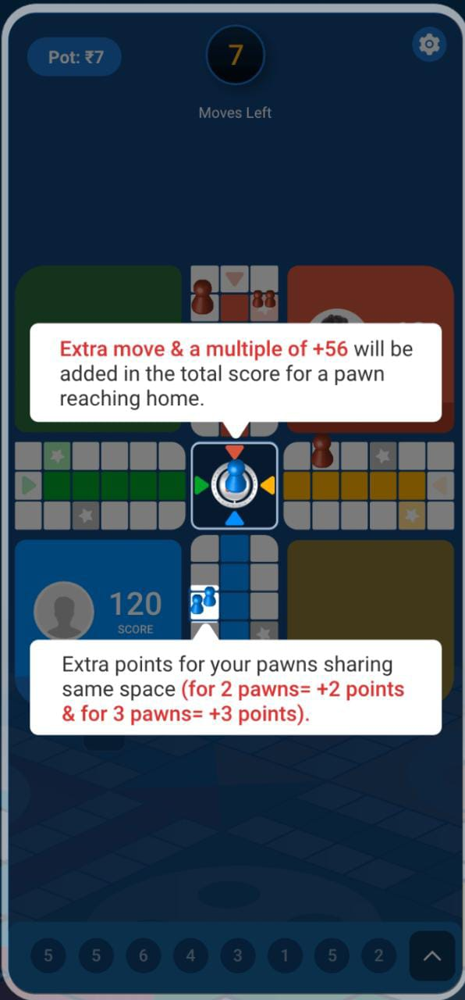 Pot: ₹7
7
Moves Left
Extra move & a multiple of +56 will be
added in the total score for a pawn
reaching home.
120
SCORE
Extra points for your pawns sharing
same space (for 2 pawns= +2 points
& for 3 pawns= +3 points).
5 5 6 4 3 1 5 2